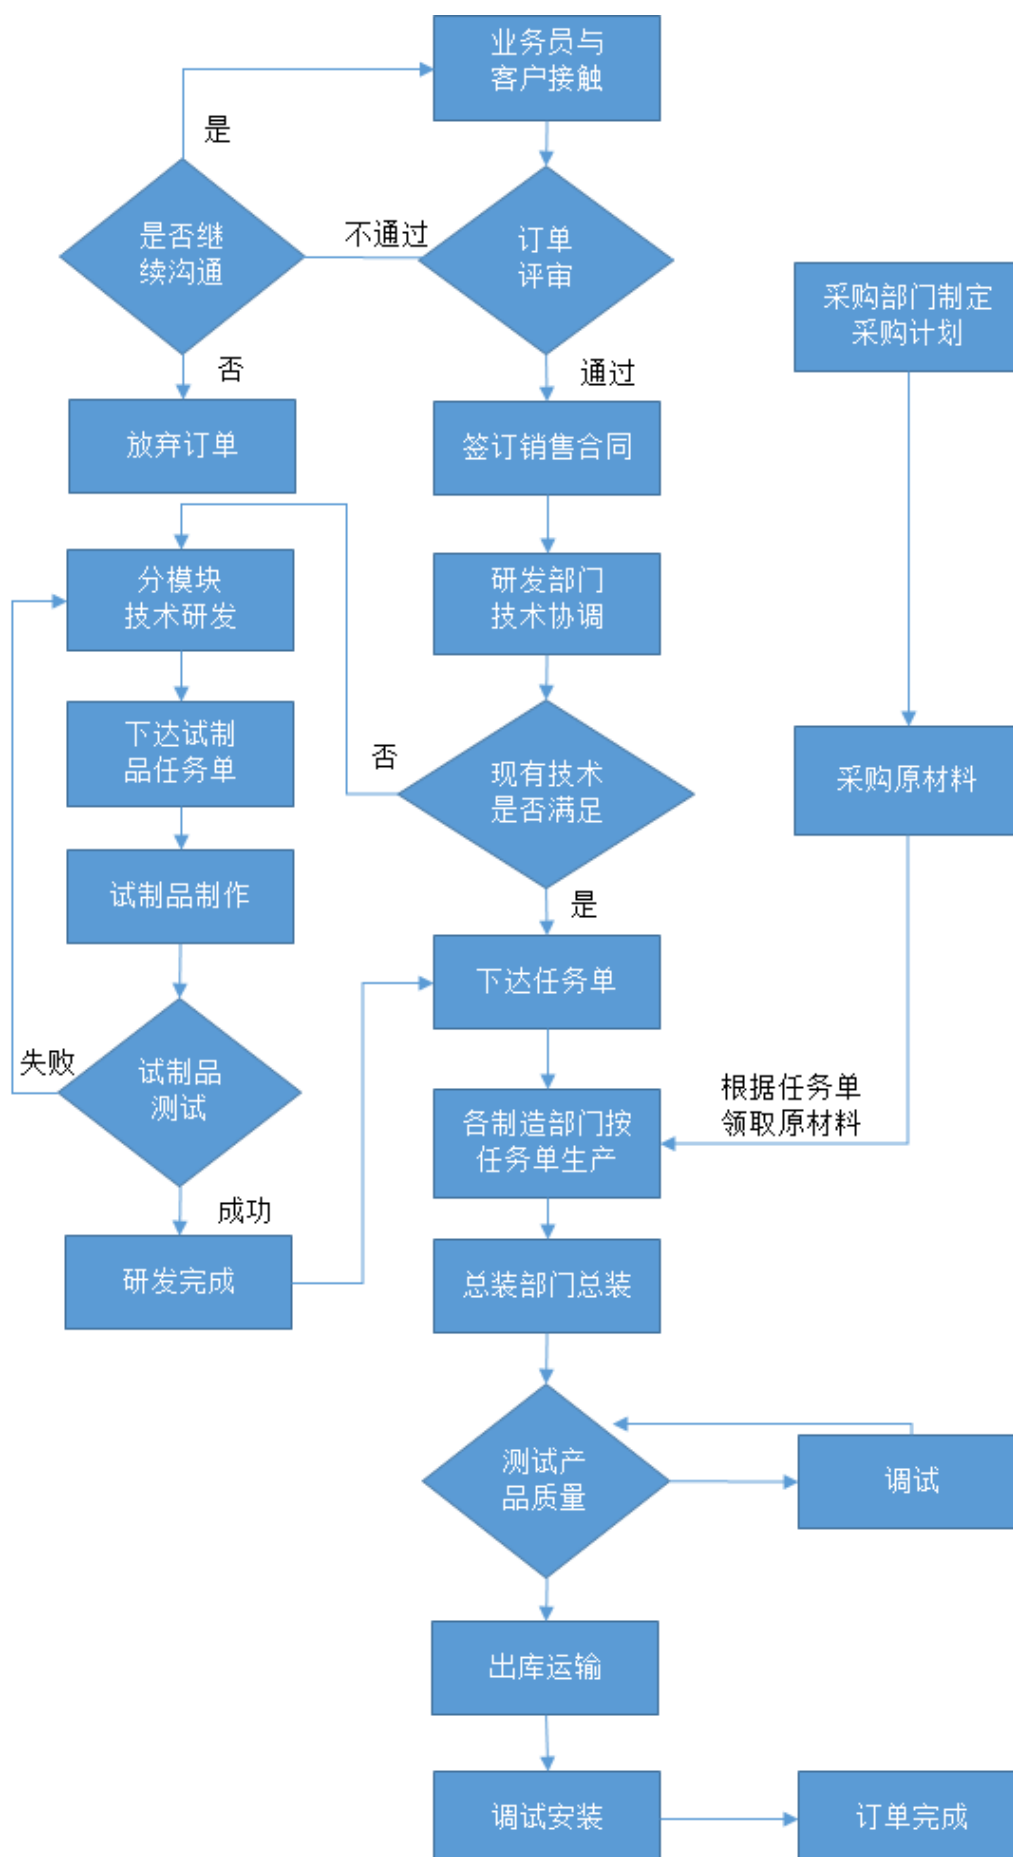 业务员与
客户接触
是
是否继
续沟通
不通过
订单
评审
采购部门制定
采购计划
否
通过
放弃订单
签订销售合同
分模块
技术研发
研发部门
技术协调
下达试制
品任务单
否
现有技术
是否满足
采购原材料
试制品制作
是
下达任务单
失败
试制品
测试
各制造部门按
任务单生产
根据任务单
领取原材料
成功
研发完成
总装部门总装
测试产
品质量
调试
出库运输
调试安装
订单完成